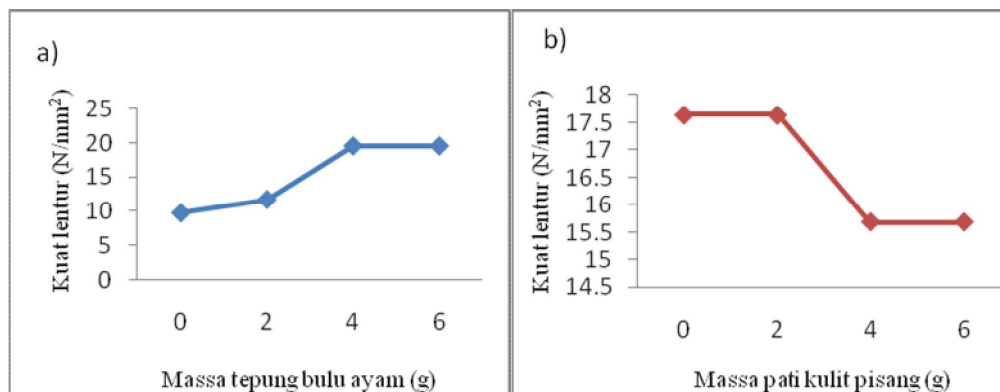 a)
Kuat lentur (N/mm²)
25
20
15
10
5
0
0 2 4 6
Massa tepung bulu ayam (g)
b)
Kuat lentur (N/mm²)
18
17.5
17
16.5
16
15.5
15
14.5
0 2 4 6
Massa pati kulit pisang (g)